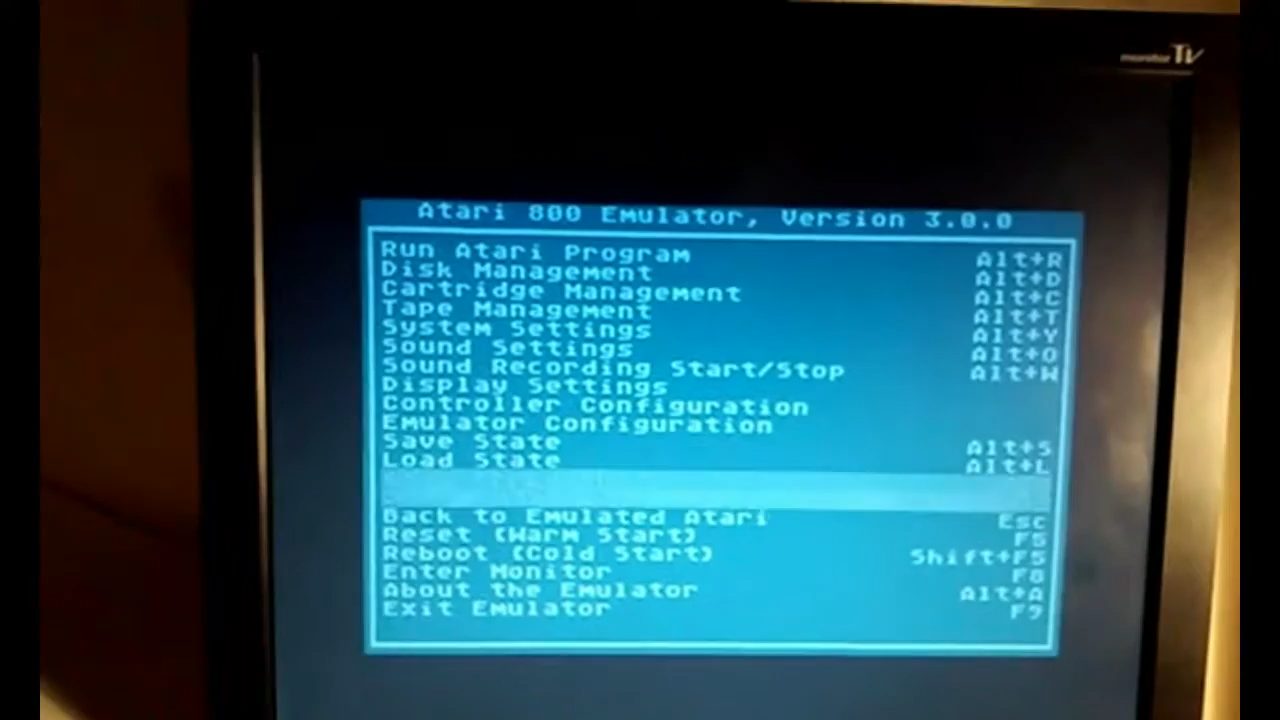 monitor TV
Atari 800 Emulator, Version 3.0.0
Run Atari Program Alt+R
Disk Management Alt+D
Cartridge Management Alt+C
Tape Management Alt+T
System Settings Alt+Y
Sound Settings Alt+O
Sound Recording Start/Stop Alt+W
Display Settings
Controller Configuration
Emulator Configuration
Save State Alt+S
Load State Alt+L
Back to Emulated Atari Esc
Reset (Warm Start) F5
Reboot (Cold Start) Shift+F5
Enter Monitor F8
About the Emulator Alt+A
Exit Emulator F9